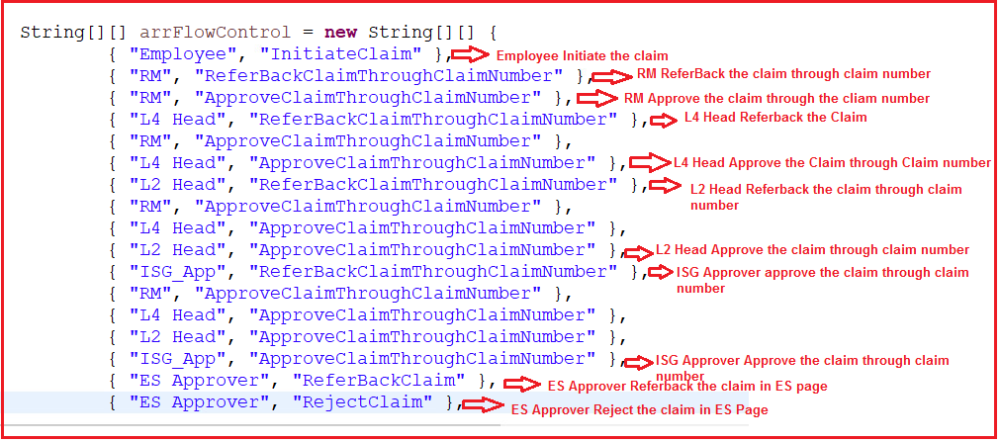 String[][] arrFlowControl = new String[][] {
{ "Employee", "InitiateClaim" }, Employee Initiate the claim
{ "RM", "ReferBackClaimThroughClaimNumber" }, RM ReferBack the claim through claim number
{ "RM", "ApproveClaimThroughClaimNumber" }, RM Approve the claim through the cliam number
{ "L4 Head", "ReferBackClaimThroughClaimNumber" }, L4 Head Referback the Claim
{ "RM", "ApproveClaimThroughClaimNumber" },
{ "L4 Head", "ApproveClaimThroughClaimNumber" }, L4 Head Approve the Claim through Claim number
{ "L2 Head", "ReferBackClaimThroughClaimNumber" }, L2 Head Referback the claim through claim
number
{ "RM", "ApproveClaimThroughClaimNumber" },
{ "L4 Head", "ApproveClaimThroughClaimNumber" },
{ "L2 Head", "ApproveClaimThroughClaimNumber" }, L2 Head Approve the claim through claim number
{ "ISG_App", "ReferBackClaimThroughClaimNumber" }, ISG Approver approve the claim through claim
number
{ "RM", "ApproveClaimThroughClaimNumber" },
{ "L4 Head", "ApproveClaimThroughClaimNumber" },
{ "L2 Head", "ApproveClaimThroughClaimNumber" },
{ "ISG_App", "ApproveClaimThroughClaimNumber" }, ISG Approver Approve the claim through claim
number
{ "ES Approver", "ReferBackClaim" }, ES Approver Referback the claim in ES page
{ "ES Approver", "RejectClaim" }, ES Approver Reject the claim in ES Page